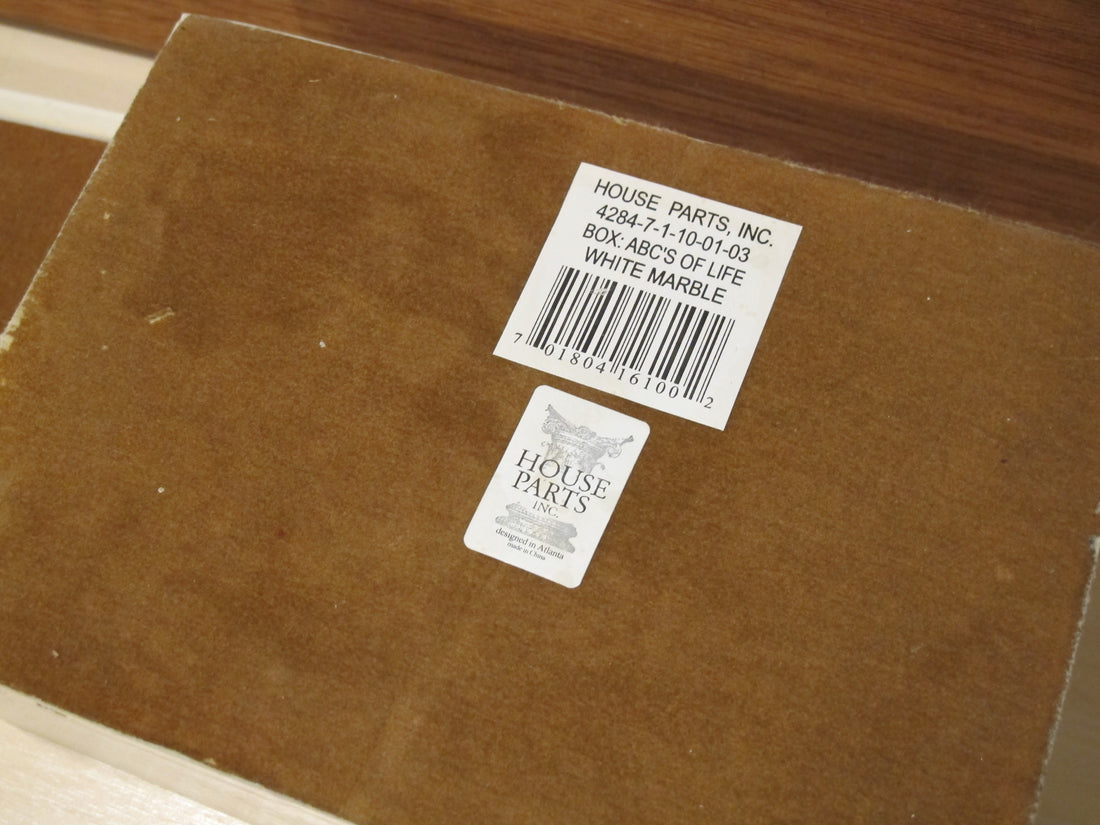 HOUSE PARTS, INC.
4284-7-1-10-01-03
BOX: ABC'S OF LIFE
WHITE MARBLE
7 01804 16100 2
HOUSE
PARTS
INC.
designed in Atlanta
made in China